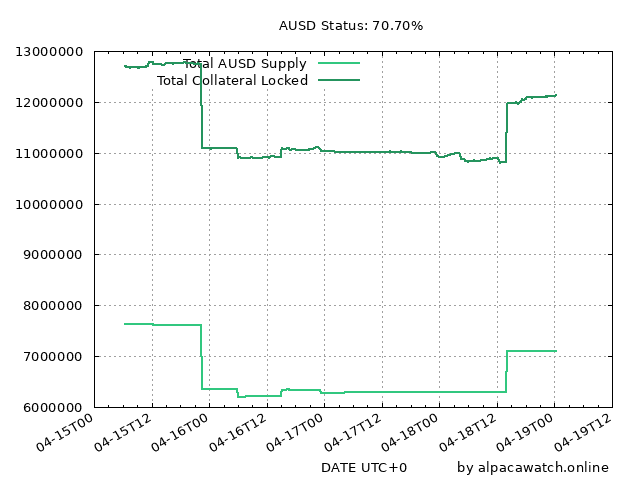 AUSD Status: 70.70%
13000000
Total AUSD Supply
Total Collateral Locked
12000000
11000000
10000000
9000000
8000000
7000000
6000000
04-15T00
04-15T12
04-16T00
04-16T12
04-17T00
04-17T12
04-18T00
04-18T12
04-19T00
04-19T12
DATE UTC+0
by alpacawatch.online